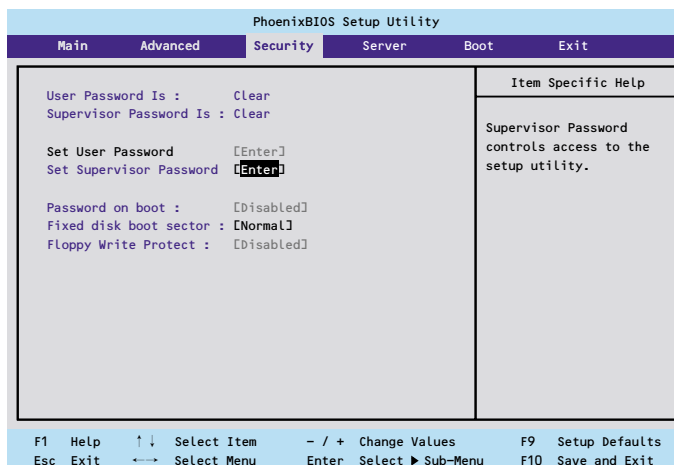 PhoenixBIOS Setup Utility
Main Advanced Security Server Boot Exit
User Password Is : Clear
Supervisor Password Is : Clear
Set User Password [Enter]
Set Supervisor Password [Enter]
Password on boot : [Disabled]
Fixed disk boot sector : [Normal]
Floppy Write Protect : [Disabled]
Item Specific Help
Supervisor Password
controls access to the
setup utility.
F1 Help ↑↓ Select Item - / + Change Values F9 Setup Defaults
Esc Exit ←→ Select Menu Enter Select ▶ Sub-Menu F10 Save and Exit